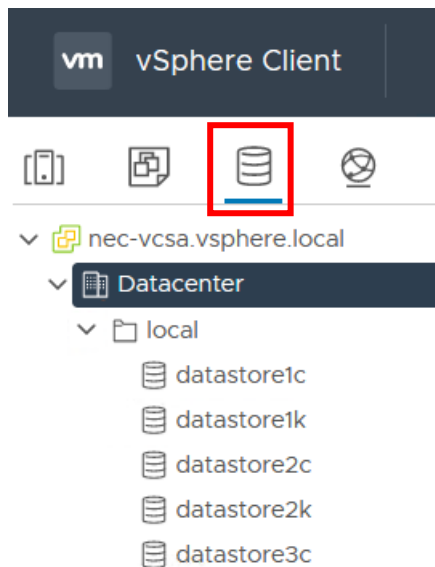 vm vSphere Client
nec-vcsa.vsphere.local
Datacenter
local
datastore1c
datastore1k
datastore2c
datastore2k
datastore3c